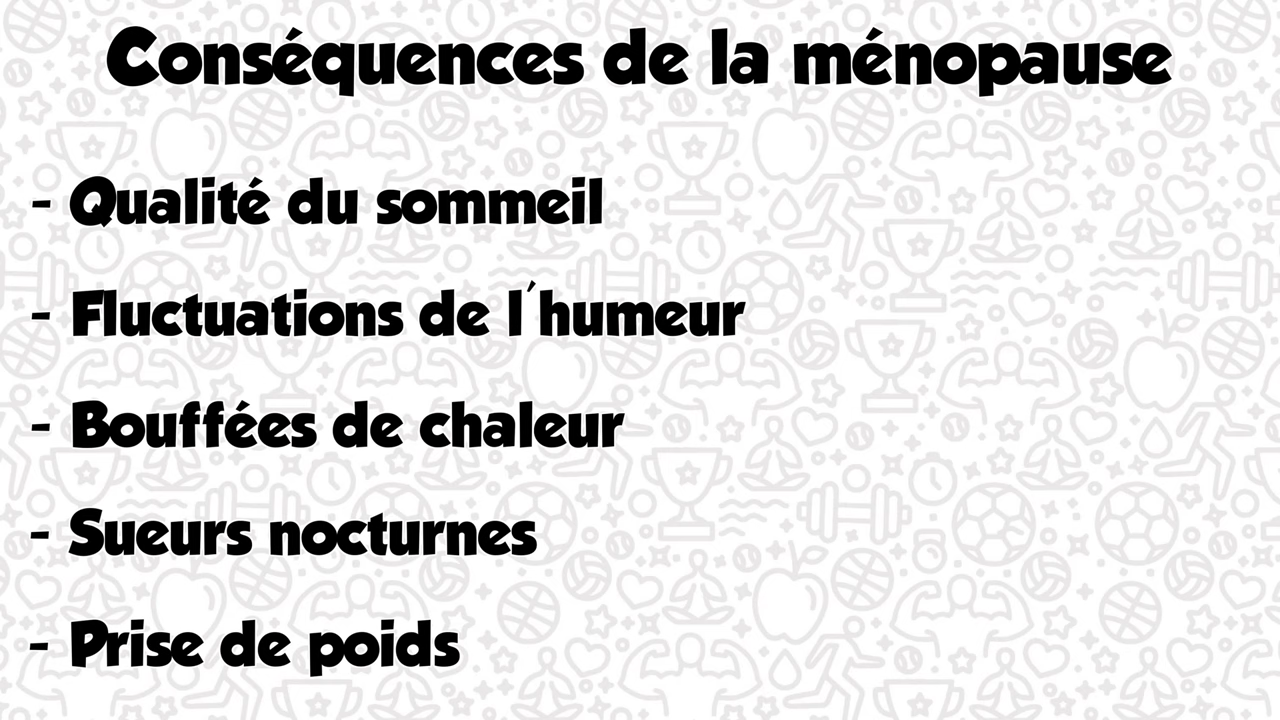 Conséquences de la ménopause
- Qualité du sommeil
- Fluctuations de l'humeur
- Bouffées de chaleur
- Sueurs nocturnes
- Prise de poids